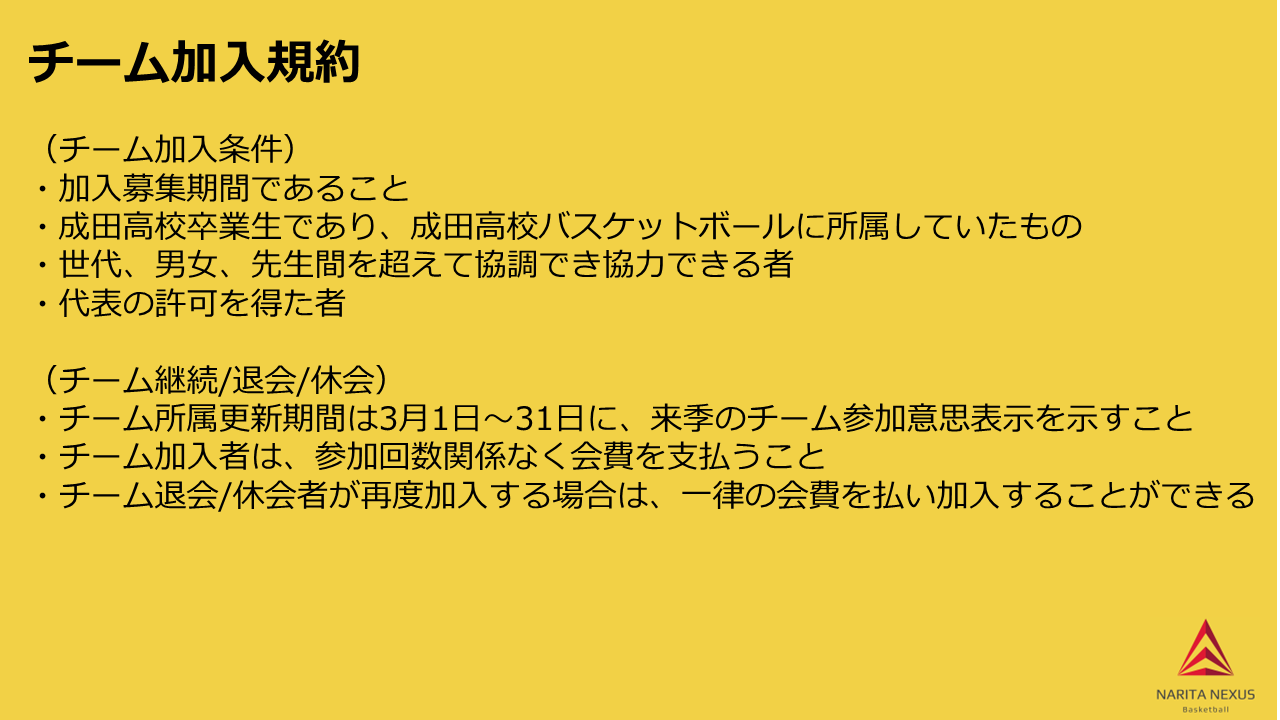 チーム加入規約
（チーム加入条件）
・加入募集期間であること
・成田高校卒業生であり、成田高校バスケットボールに所属していたもの
・世代、男女、先生間を超えて協調でき協力できる者
・代表の許可を得た者
（チーム継続/退会/休会）
・チーム所属更新期間は3月1日～31日に、来季のチーム参加意思表示を示すこと
・チーム加入者は、参加回数関係なく会費を支払うこと
・チーム退会/休会者が再度加入する場合は、一律の会費を払い加入することができる
NARITA NEXUS
Basketball